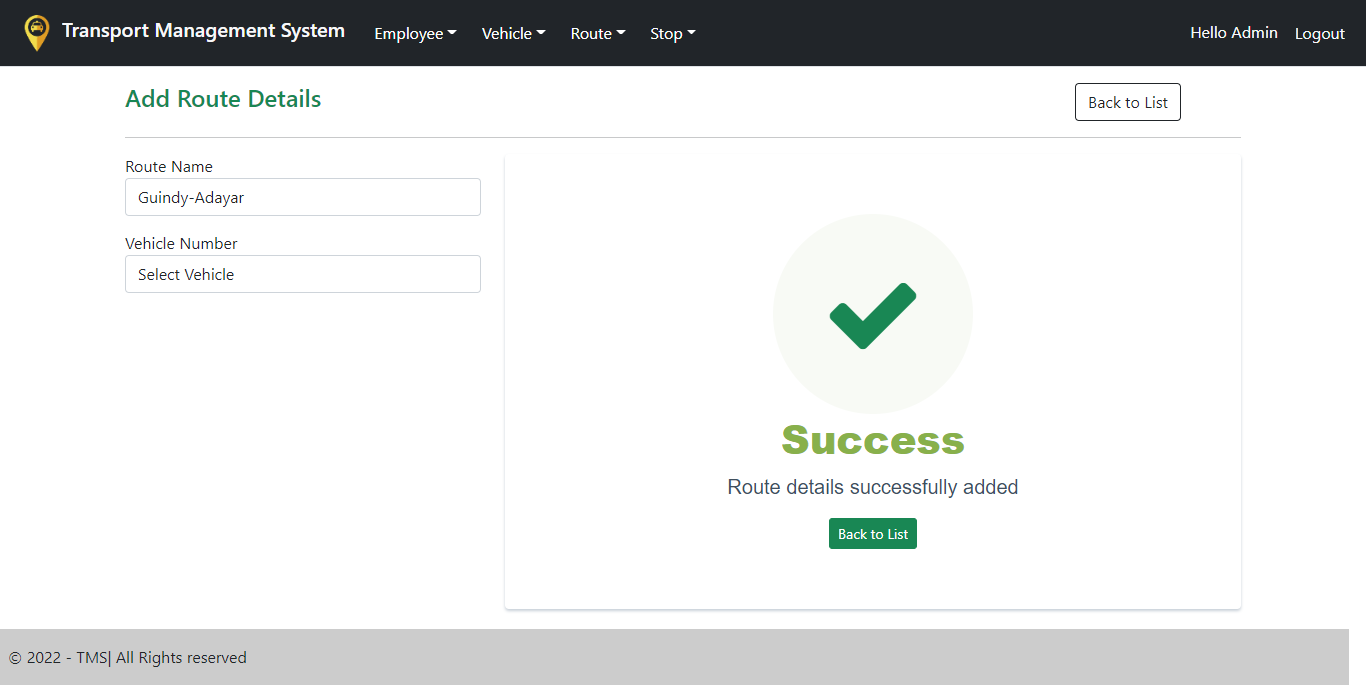 Transport Management System Employee Vehicle Route Stop Hello Admin Logout
Add Route Details Back to List
Route Name
Guindy-Adayar
Vehicle Number
Select Vehicle
Success
Route details successfully added
Back to List
© 2022 - TMS| All Rights reserved